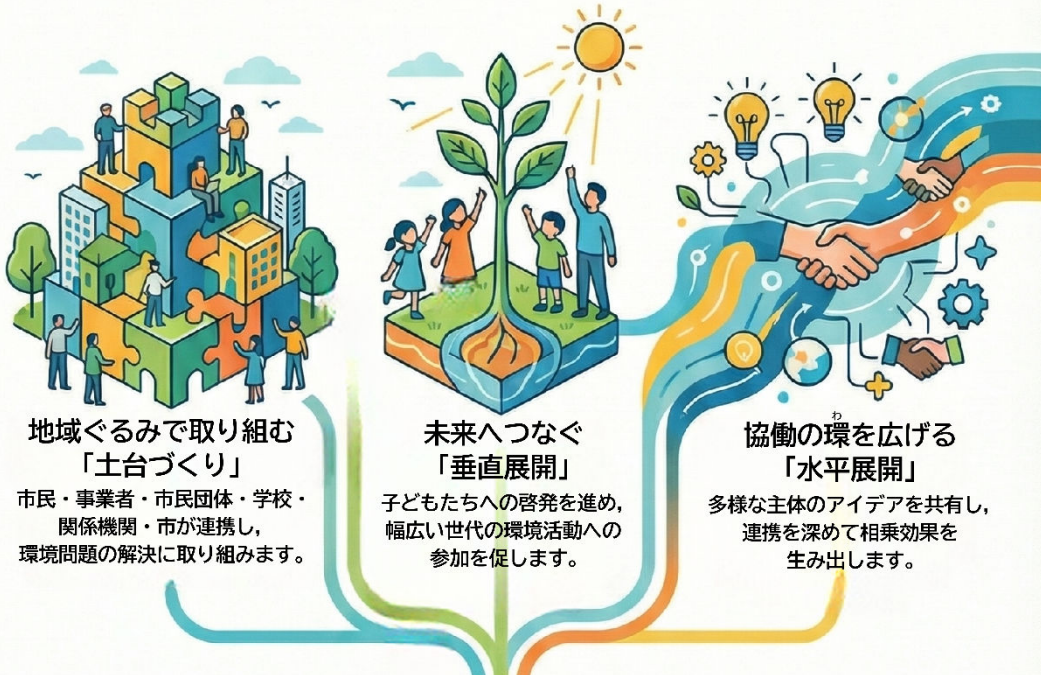 地域ぐるみで取り組む
「土台づくり」
市民・事業者・市民団体・学校・
関係機関・市が連携し,
環境問題の解決に取り組みます。
未来へつなぐ
「垂直展開」
子どもたちへの啓発を進め,
幅広い世代の環境活動への
参加を促します。
わ
協働の環を広げる
「水平展開」
多様な主体のアイデアを共有し,
連携を深めて相乗効果を
生み出します。